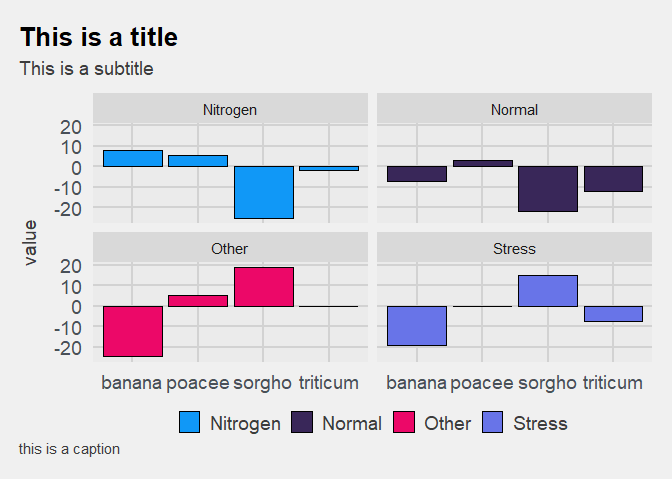 This is a title
This is a subtitle
Nitrogen Normal
20
10
0
-10
-20
value
Other Stress
20
10
0
-10
-20
banana poacee sorgho triticum banana poacee sorgho triticum
Nitrogen Normal Other Stress
this is a caption